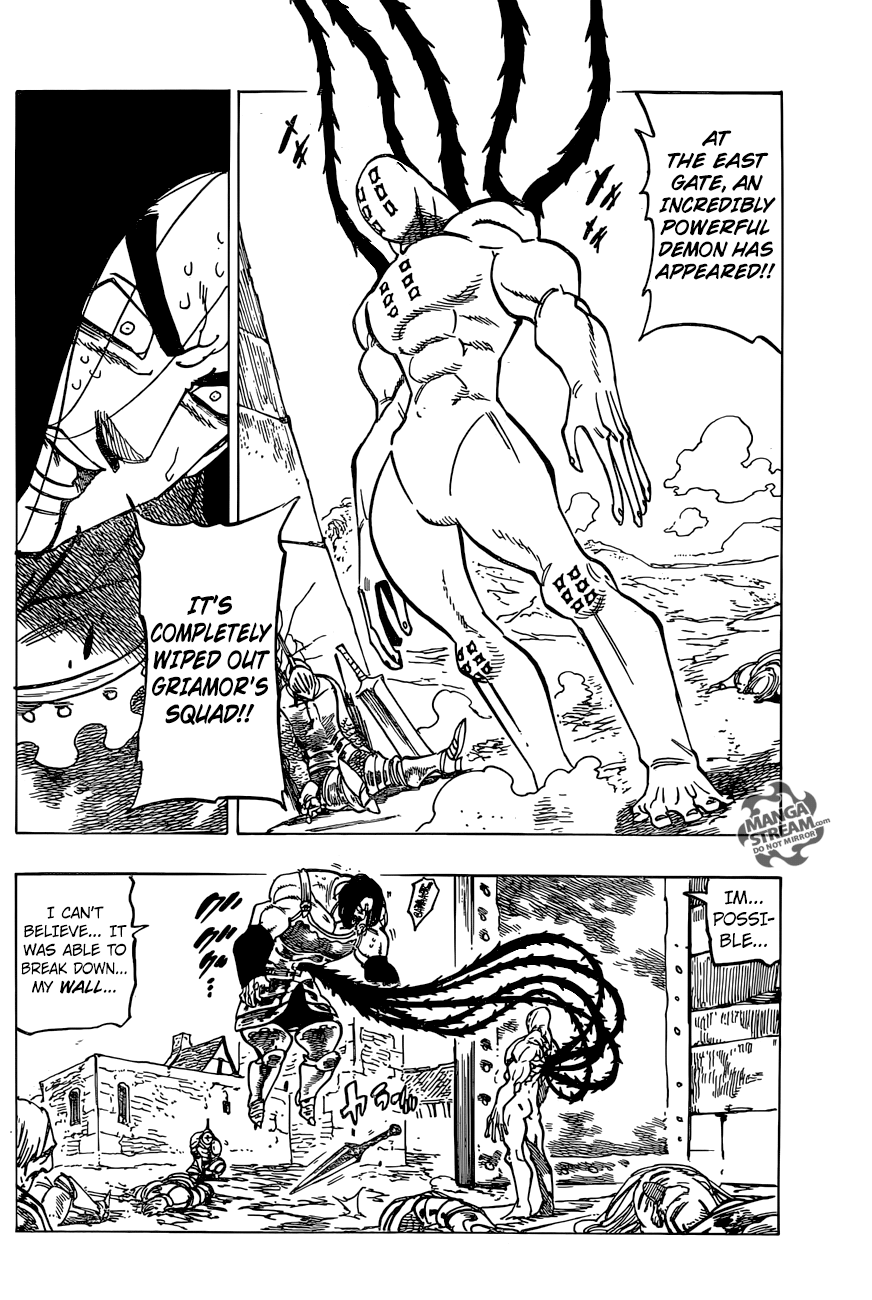 AT
THE EAST
GATE, AN
INCREDIBLY
POWERFUL
DEMON HAS
APPEARED!!
IT'S
COMPLETELY
WIPED OUT
GRIAMOR'S
SQUAD!!
MANGA
STREAM.com
DO NOT MIRROR
IM...
POSSI-
BLE...
I CAN'T
BELIEVE... IT
WAS ABLE TO
BREAK DOWN...
MY WALL...